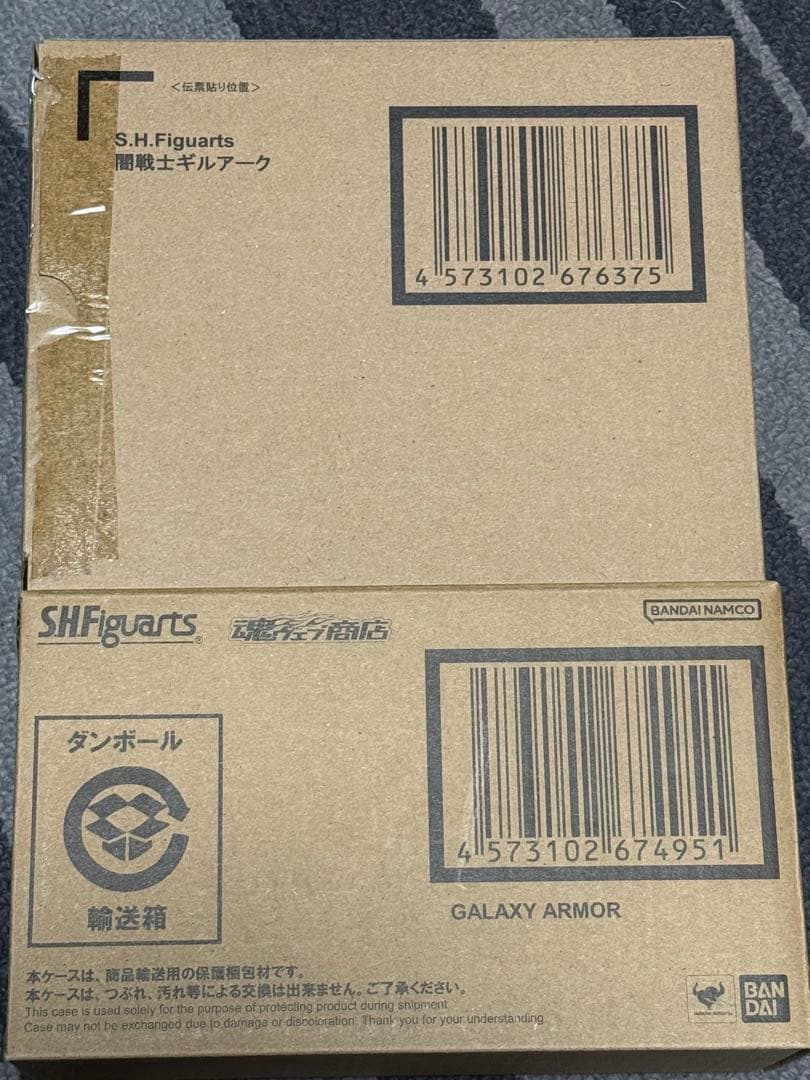 <伝票貼り位置>
S.H.Figuarts
闇戦士ギルアーク
4 573102 676375
S.H.Figuarts®
魂ウェブ商店
BANDAI NAMCO
ダンボール
輸送箱
4 573102 674951
GALAXY ARMOR
本ケースは、商品輸送用の保護梱包材です。
本ケースは、つぶれ、汚れ等による交換は出来ません。ご了承ください。
This case is used solely for the purpose of protecting product during shipment.
Case may not be exchanged due to damage or discoloration. Thank you for your understanding.
BAN
DAI